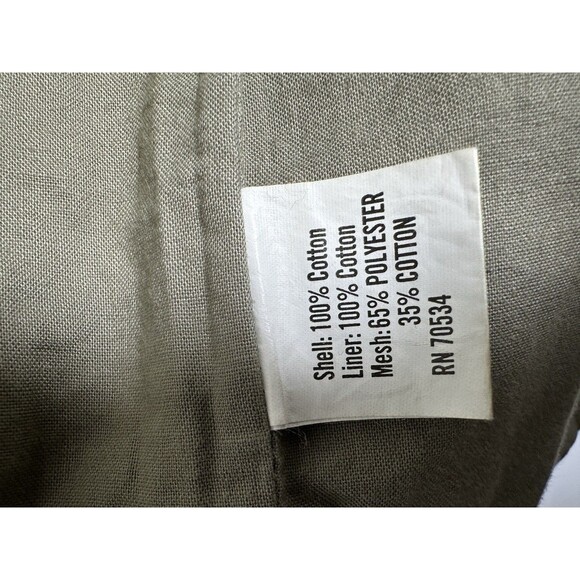 Shell: 100% Cotton
Liner: 100% Cotton
Mesh: 65% POLYESTER
35% COTTON
RN 70534